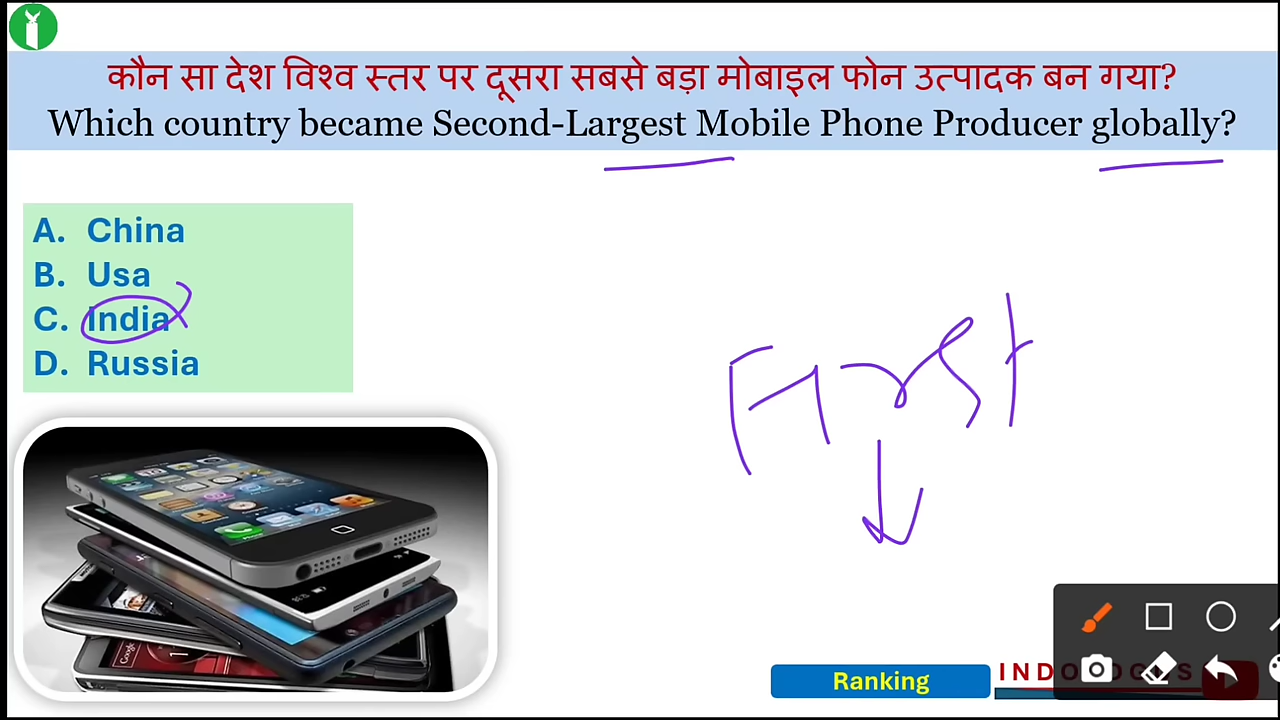 कौन सा देश विश्व स्तर पर दूसरा सबसे बड़ा मोबाइल फोन उत्पादक बन गया?
Which country became Second-Largest Mobile Phone Producer globally?
A. China
B. Usa
C. India
D. Russia
First
Google
Ranking